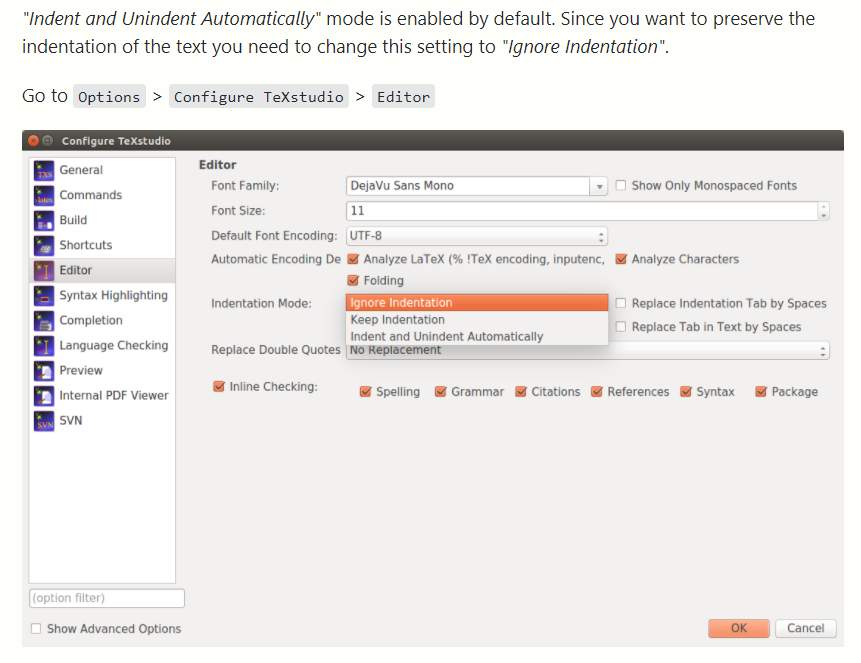 "Indent and Unindent Automatically" mode is enabled by default. Since you want to preserve the
indentation of the text you need to change this setting to "Ignore Indentation".
Go to Options > Configure TeXstudio > Editor
Configure TeXstudio
General
Commands
Build
Shortcuts
Editor
Syntax Highlighting
Completion
Language Checking
Preview
Internal PDF Viewer
SVN
(option filter)
Show Advanced Options
Editor
Font Family: DejaVu Sans Mono Show Only Monospaced Fonts
Font Size: 11
Default Font Encoding: UTF-8
Automatic Encoding De Analyze LaTeX (% !TeX encoding, inputenc, Analyze Characters
Folding
Indentation Mode: Ignore Indentation Replace Indentation Tab by Spaces
Keep Indentation
Replace Tab in Text by Spaces
Indent and Unindent Automatically
Replace Double Quotes No Replacement
Inline Checking: Spelling Grammar Citations References Syntax Package
OK Cancel